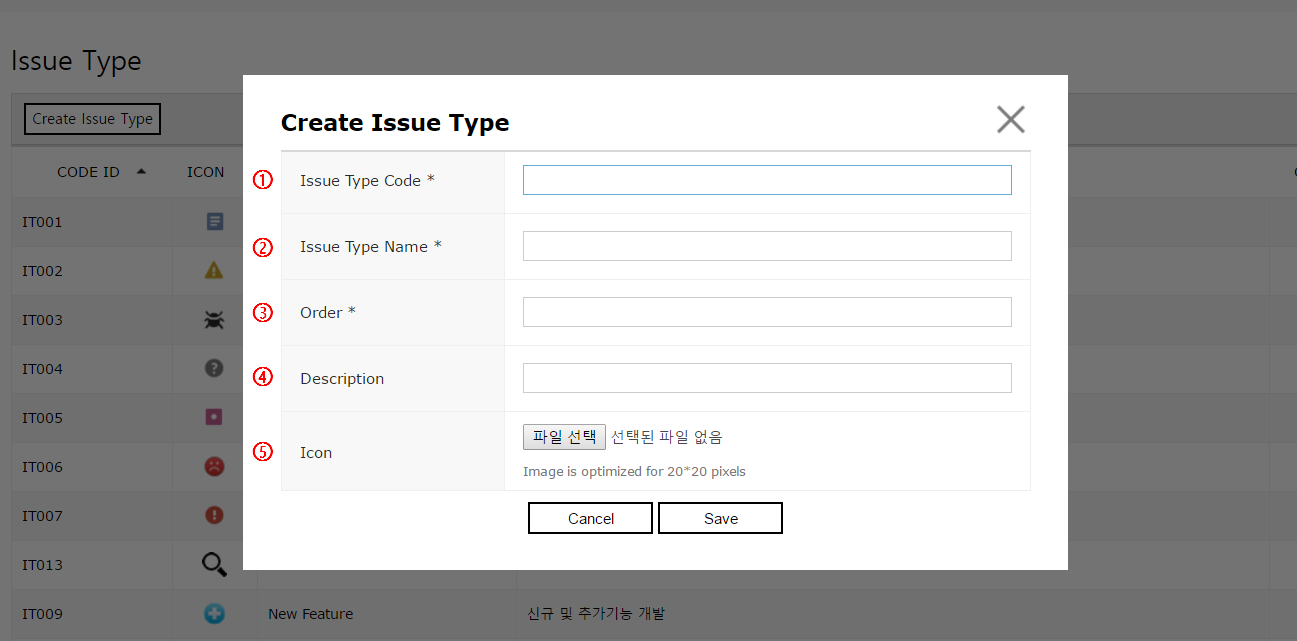 Issue Type
Create Issue Type
CODE ID ICON
IT001
IT002
IT003
IT004
IT005
IT006
IT007
IT013
IT009 New Feature 신규 및 추가기능 개발
Create Issue Type
① Issue Type Code *
② Issue Type Name *
③ Order *
④ Description
⑤ Icon 파일 선택 선택된 파일 없음
Image is optimized for 20*20 pixels
Cancel Save